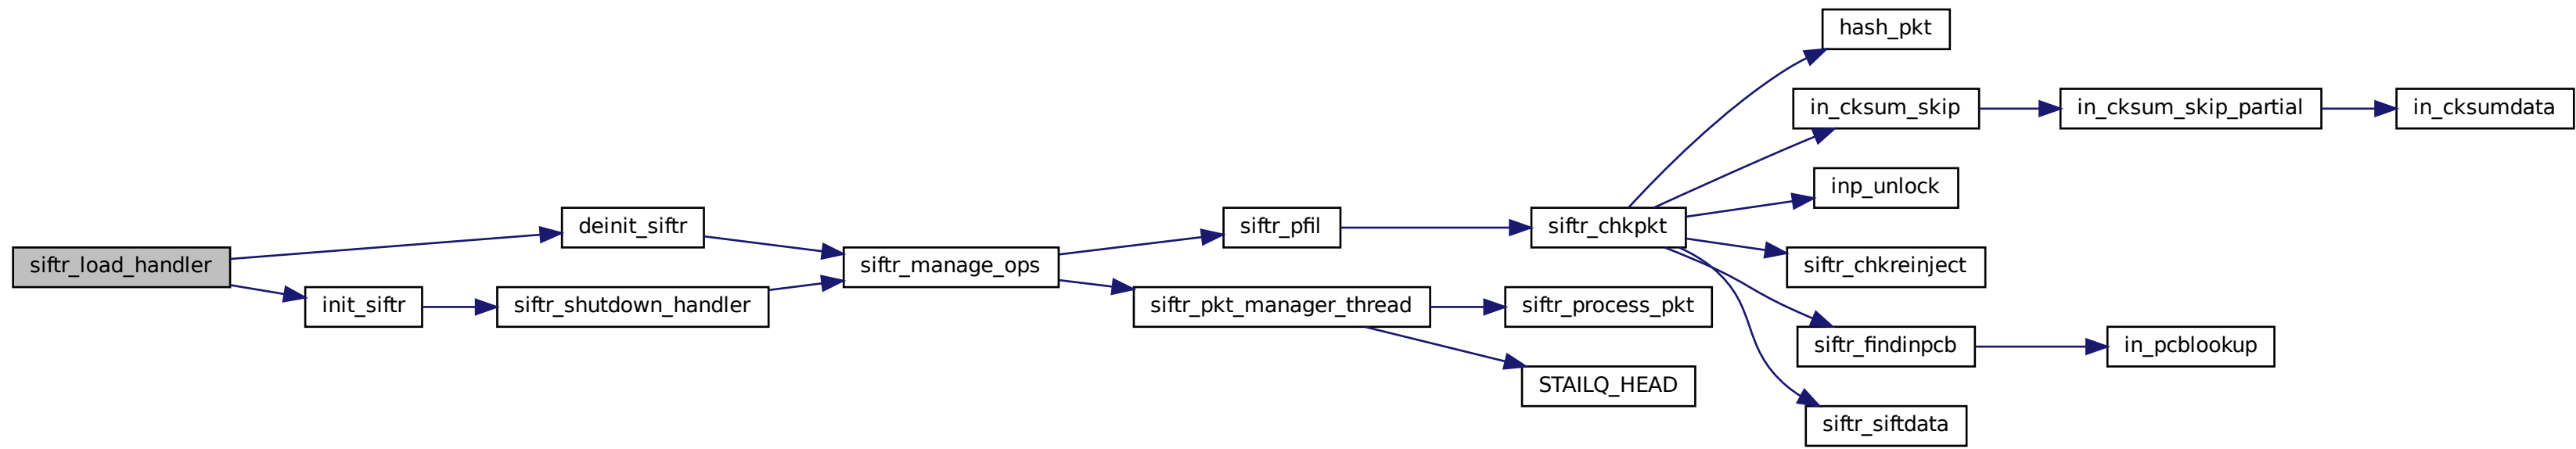 siftr_load_handler
deinit_siftr
init_siftr
siftr_shutdown_handler
siftr_manage_ops
siftr_pfil
siftr_pkt_manager_thread
siftr_chkpkt
siftr_process_pkt
STAILQ_HEAD
hash_pkt
in_cksum_skip
in_cksum_skip_partial
in_cksumdata
inp_unlock
siftr_chkreinject
siftr_findinpcb
in_pcblookup
siftr_siftdata